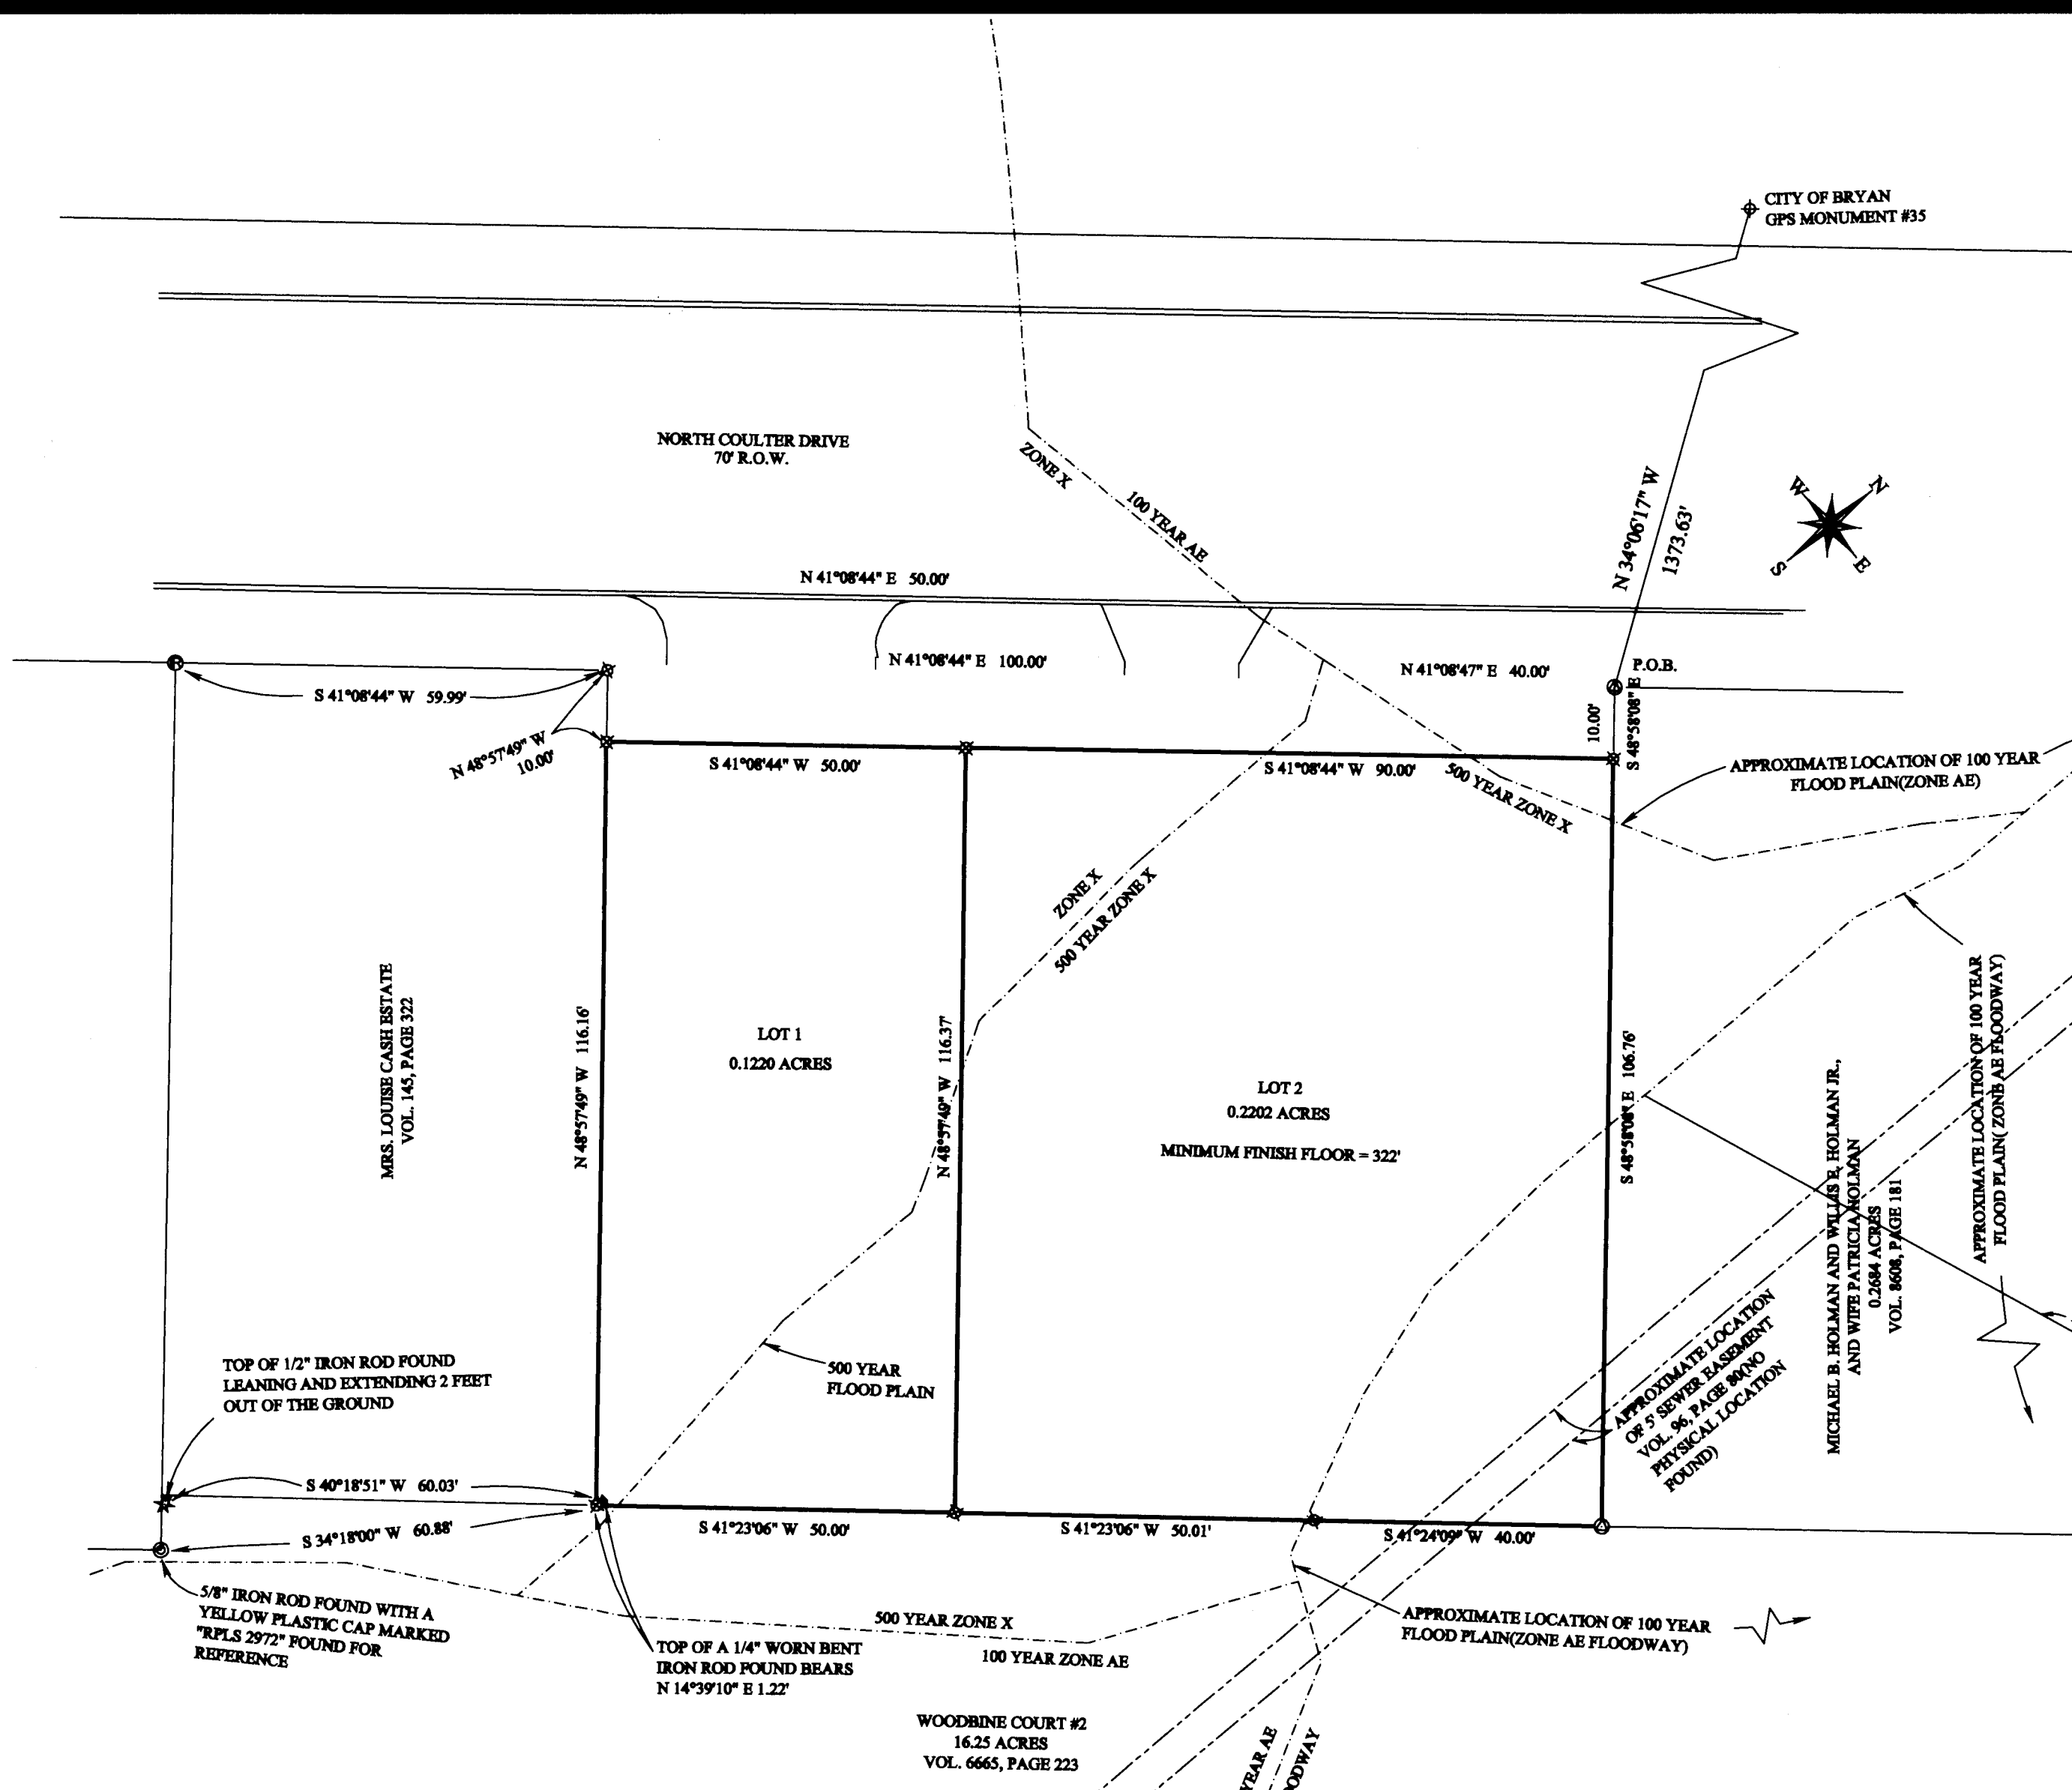 CITY OF BRYAN
GPS MONUMENT #35
NORTH COULTER DRIVE
70' R.O.W.
ZONE X
100 YEAR AE
N 34°06'17" W
1373.63'
W
N
S
E
N 41°08'44" E 50.00'
N 41°08'44" E 100.00'
N 41°08'47" E 40.00'
P.O.B.
S 41°08'44" W 59.99'
N 48°57'49" W
10.00'
10.00'
S 48°58'08" E
S 41°08'44" W 50.00'
S 41°08'44" W 90.00'
500 YEAR ZONE X
APPROXIMATE LOCATION OF 100 YEAR
FLOOD PLAIN(ZONE AE)
ZONE X
500 YEAR ZONE X
MRS. LOUISE CASH ESTATE
VOL. 145, PAGE 322
N 48°57'49" W 116.16'
LOT 1
0.1220 ACRES
N 48°57'49" W 116.37'
LOT 2
0.2202 ACRES
MINIMUM FINISH FLOOR = 322'
S 48°58'08" E 106.76'
MICHAEL B. HOLMAN AND WILLIS E. HOLMAN JR.,
AND WIFE PATRICIA HOLMAN
0.2684 ACRES
VOL. 8608, PAGE 181
APPROXIMATE LOCATION OF 100 YEAR
FLOOD PLAIN( ZONE AE FLOODWAY)
APPROXIMATE LOCATION
OF 5' SEWER EASEMENT
VOL. 96, PAGE 80(NO
PHYSICAL LOCATION
FOUND)
500 YEAR
FLOOD PLAIN
TOP OF 1/2" IRON ROD FOUND
LEANING AND EXTENDING 2 FEET
OUT OF THE GROUND
S 40°18'51" W 60.03'
S 34°18'00" W 60.88'
S 41°23'06" W 50.00'
S 41°23'06" W 50.01'
S 41°24'09" W 40.00'
5/8" IRON ROD FOUND WITH A
YELLOW PLASTIC CAP MARKED
"RPLS 2972" FOUND FOR
REFERENCE
TOP OF A 1/4" WORN BENT
IRON ROD FOUND BEARS
N 14°39'10" E 1.22'
500 YEAR ZONE X
100 YEAR ZONE AE
APPROXIMATE LOCATION OF 100 YEAR
FLOOD PLAIN(ZONE AE FLOODWAY)
WOODBINE COURT #2
16.25 ACRES
VOL. 6665, PAGE 223
YEAR AE
ODWAY